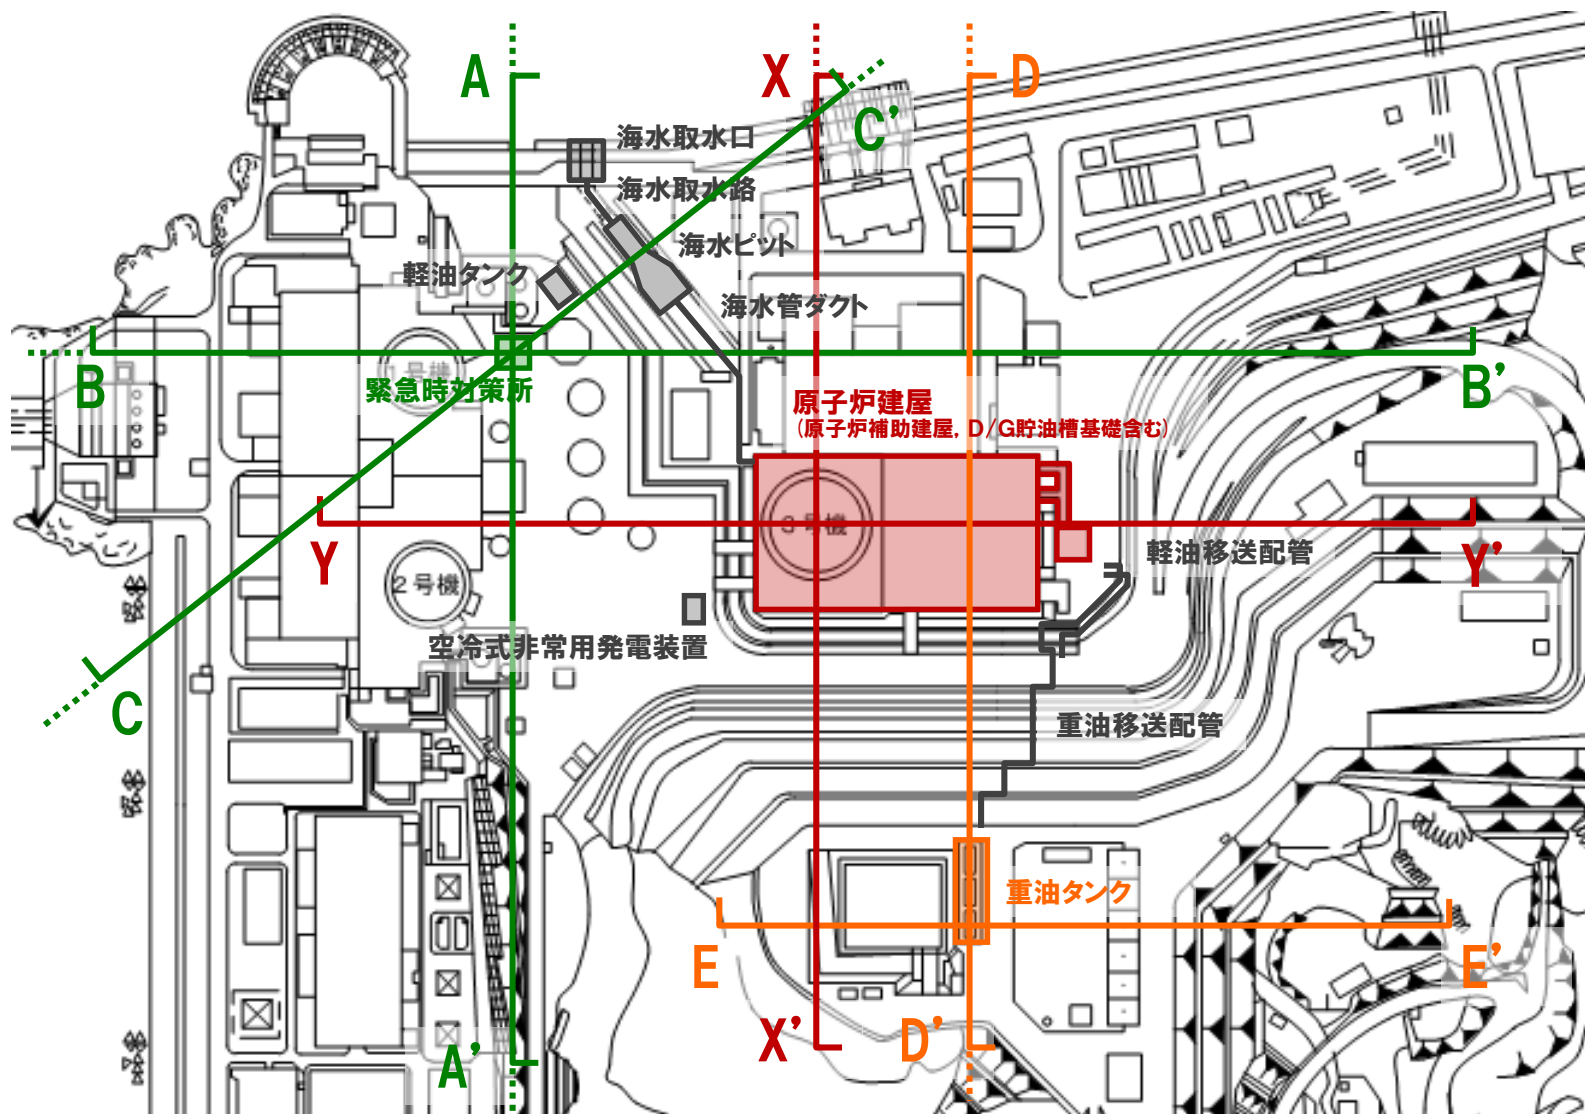 A
X
D
C’
海水取水口
海水取水路
海水ピット
軽油タンク
海水管ダクト
B
1号機
緊急時対策所
B’
原子炉建屋
(原子炉補助建屋, D/G貯油槽基礎含む)
3号機
Y
Y’
軽油移送配管
2号機
空冷式非常用発電装置
C
重油移送配管
重油タンク
E
E’
X’
D’
A’